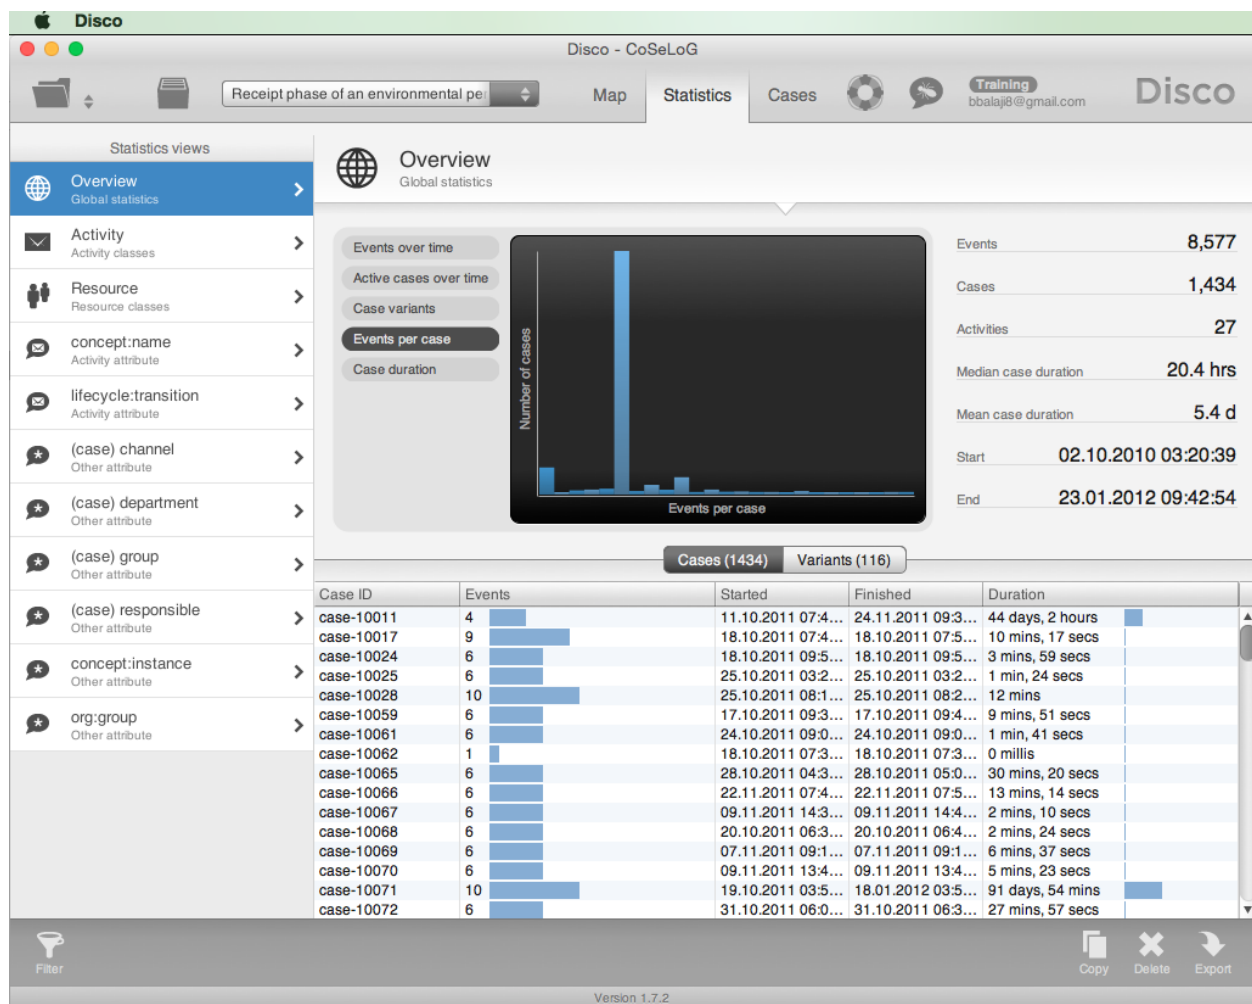 Disco
Disco - CoSeLoG
Receipt phase of an environmental per
Map
Statistics
Cases
Training
bbalaji8@gmail.com
Disco
Statistics views
Overview
Global statistics
Activity
Activity classes
Resource
Resource classes
concept:name
Activity attribute
lifecycle:transition
Activity attribute
(case) channel
Other attribute
(case) department
Other attribute
(case) group
Other attribute
(case) responsible
Other attribute
concept:instance
Other attribute
org:group
Other attribute
Overview
Global statistics
Events over time
Active cases over time
Case variants
Events per case
Case duration
Number of cases
Events per case
Events 8,577
Cases 1,434
Activities 27
Median case duration 20.4 hrs
Mean case duration 5.4 d
Start 02.10.2010 03:20:39
End 23.01.2012 09:42:54
Cases (1434) Variants (116)
Case ID Events Started Finished Duration
case-10011 4 11.10.2011 07:4... 24.11.2011 09:3... 44 days, 2 hours
case-10017 9 18.10.2011 07:4... 18.10.2011 07:5... 10 mins, 17 secs
case-10024 6 18.10.2011 09:5... 18.10.2011 09:5... 3 mins, 59 secs
case-10025 6 25.10.2011 03:2... 25.10.2011 03:2... 1 min, 24 secs
case-10028 10 25.10.2011 08:1... 25.10.2011 08:2... 12 mins
case-10059 6 17.10.2011 09:3... 17.10.2011 09:4... 9 mins, 51 secs
case-10061 6 24.10.2011 09:0... 24.10.2011 09:0... 1 min, 41 secs
case-10062 1 18.10.2011 07:3... 18.10.2011 07:3... 0 millis
case-10065 6 28.10.2011 04:3... 28.10.2011 05:0... 30 mins, 20 secs
case-10066 6 22.11.2011 07:4... 22.11.2011 07:5... 13 mins, 14 secs
case-10067 6 09.11.2011 14:3... 09.11.2011 14:4... 2 mins, 10 secs
case-10068 6 20.10.2011 06:3... 20.10.2011 06:4... 2 mins, 24 secs
case-10069 6 07.11.2011 09:1... 07.11.2011 09:1... 6 mins, 37 secs
case-10070 6 09.11.2011 13:4... 09.11.2011 13:4... 5 mins, 23 secs
case-10071 10 19.10.2011 03:5... 18.01.2012 03:5... 91 days, 54 mins
case-10072 6 31.10.2011 06:0... 31.10.2011 06:3... 27 mins, 57 secs
Filter
Copy
Delete
Export
Version 1.7.2